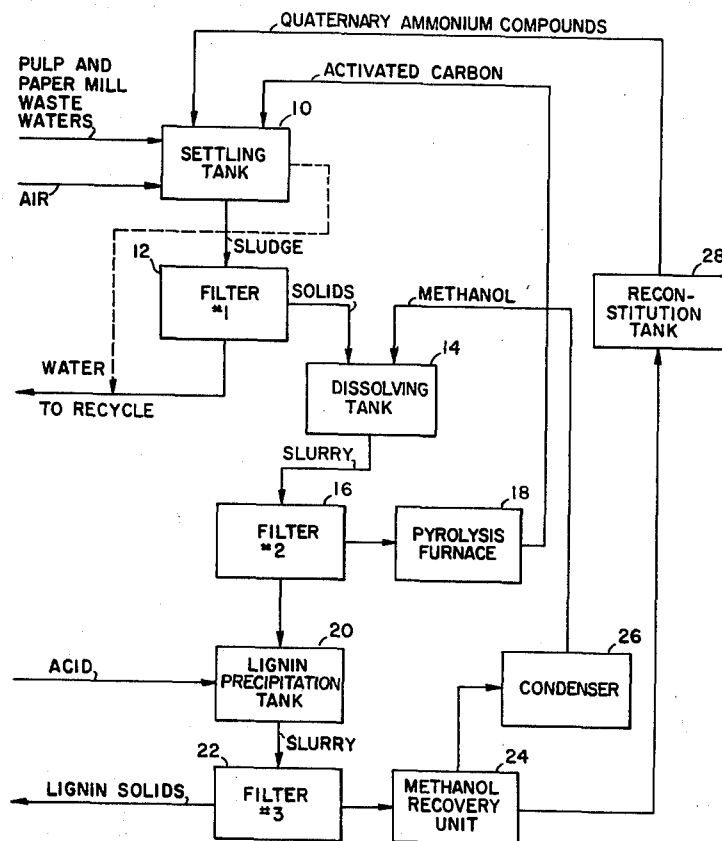 QUATERNARY AMMONIUM COMPOUNDS
PULP AND
PAPER MILL
WASTE
WATERS
ACTIVATED CARBON
10
SETTLING
TANK
AIR
SLUDGE
12
FILTER
#1
SOLIDS
METHANOL
28
RECON-
STITUTION
TANK
14
DISSOLVING
TANK
WATER
TO RECYCLE
SLURRY
16
FILTER
#2
18
PYROLYSIS
FURNACE
20
LIGNIN
PRECIPITATION
TANK
ACID
26
CONDENSER
SLURRY
22
FILTER
#3
LIGNIN SOLIDS
24
METHANOL
RECOVERY
UNIT